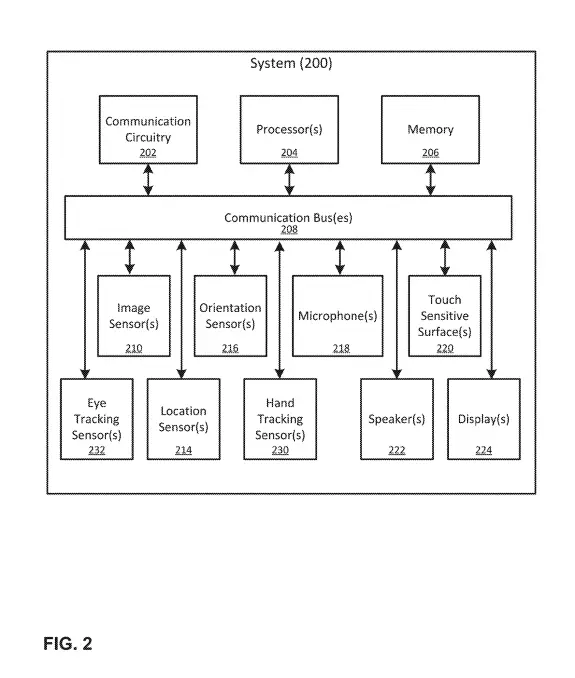 System (200)
Communication
Circuitry
202
Processor(s)
204
Memory
206
Communication Bus(es)
208
Image
Sensor(s)
210
Orientation
Sensor(s)
216
Microphone(s)
218
Touch
Sensitive
Surface(s)
220
Eye
Tracking
Sensor(s)
232
Location
Sensor(s)
214
Hand
Tracking
Sensor(s)
230
Speaker(s)
222
Display(s)
224
FIG. 2